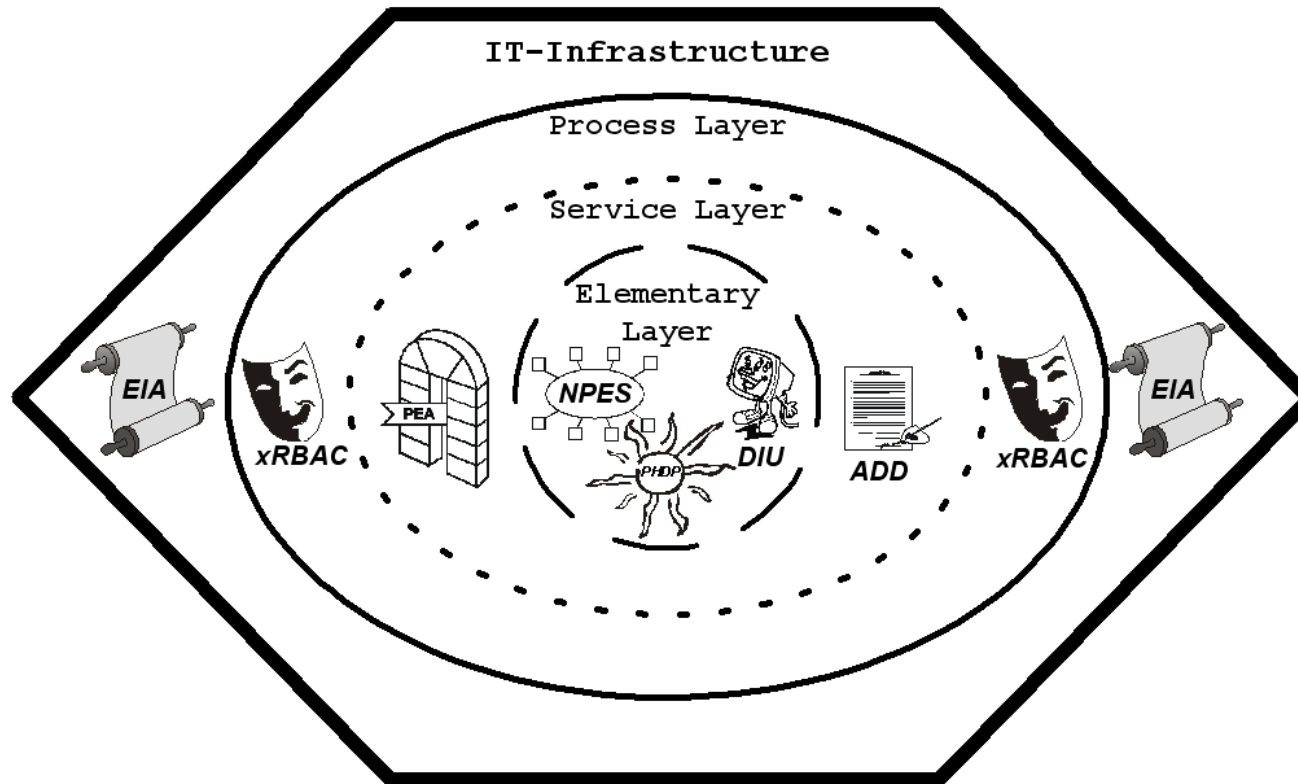 IT-Infrastructure
Process Layer
Service Layer
Elementary
Layer
EIA
xRBAC
PEA
NPES
PHDP
DIU
ADD
xRBAC
EIA